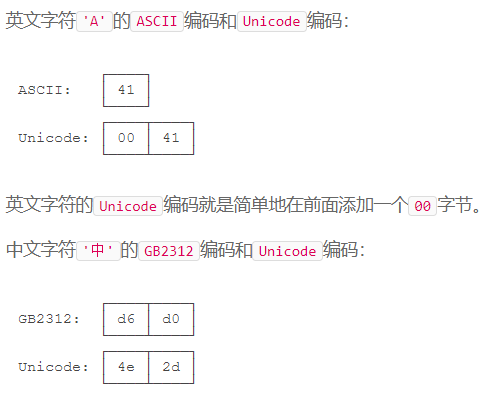 英文字符'A'的ASCII编码和Unicode编码：
ASCII: 41
Unicode: 00 41
英文字符的Unicode编码就是简单地在前面添加一个00字节。
中文字符'中'的GB2312编码和Unicode编码：
GB2312: d6 d0
Unicode: 4e 2d